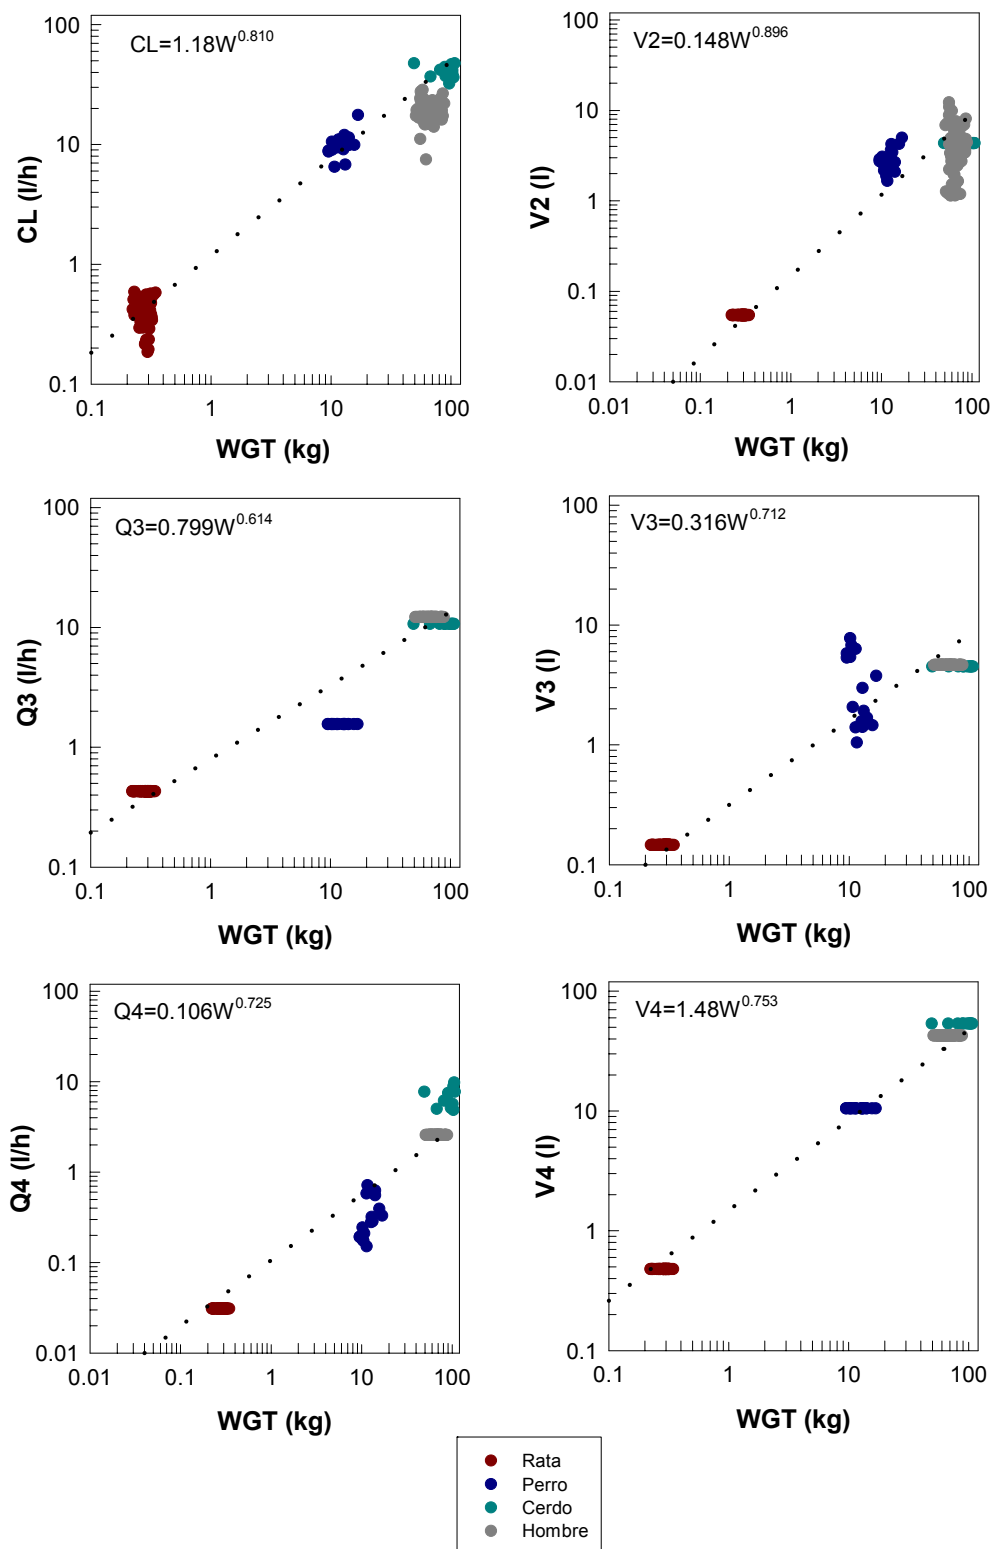 CL=1.18W0.810
100
10
1
0.1
CL (l/h)
0.1 1 10 100
WGT (kg)
V2=0.148W0.896
100
10
1
0.1
0.01
V2 (l)
0.01 0.1 1 10 100
WGT (kg)
Q3=0.799W0.614
100
10
1
0.1
Q3 (l/h)
0.1 1 10 100
WGT (kg)
V3=0.316W0.712
100
10
1
0.1
V3 (l)
0.1 1 10 100
WGT (kg)
Q4=0.106W0.725
100
10
1
0.1
0.01
Q4 (l/h)
0.01 0.1 1 10 100
WGT (kg)
V4=1.48W0.753
100
10
1
0.1
V4 (l)
0.1 1 10 100
WGT (kg)
Rata
Perro
Cerdo
Hombre